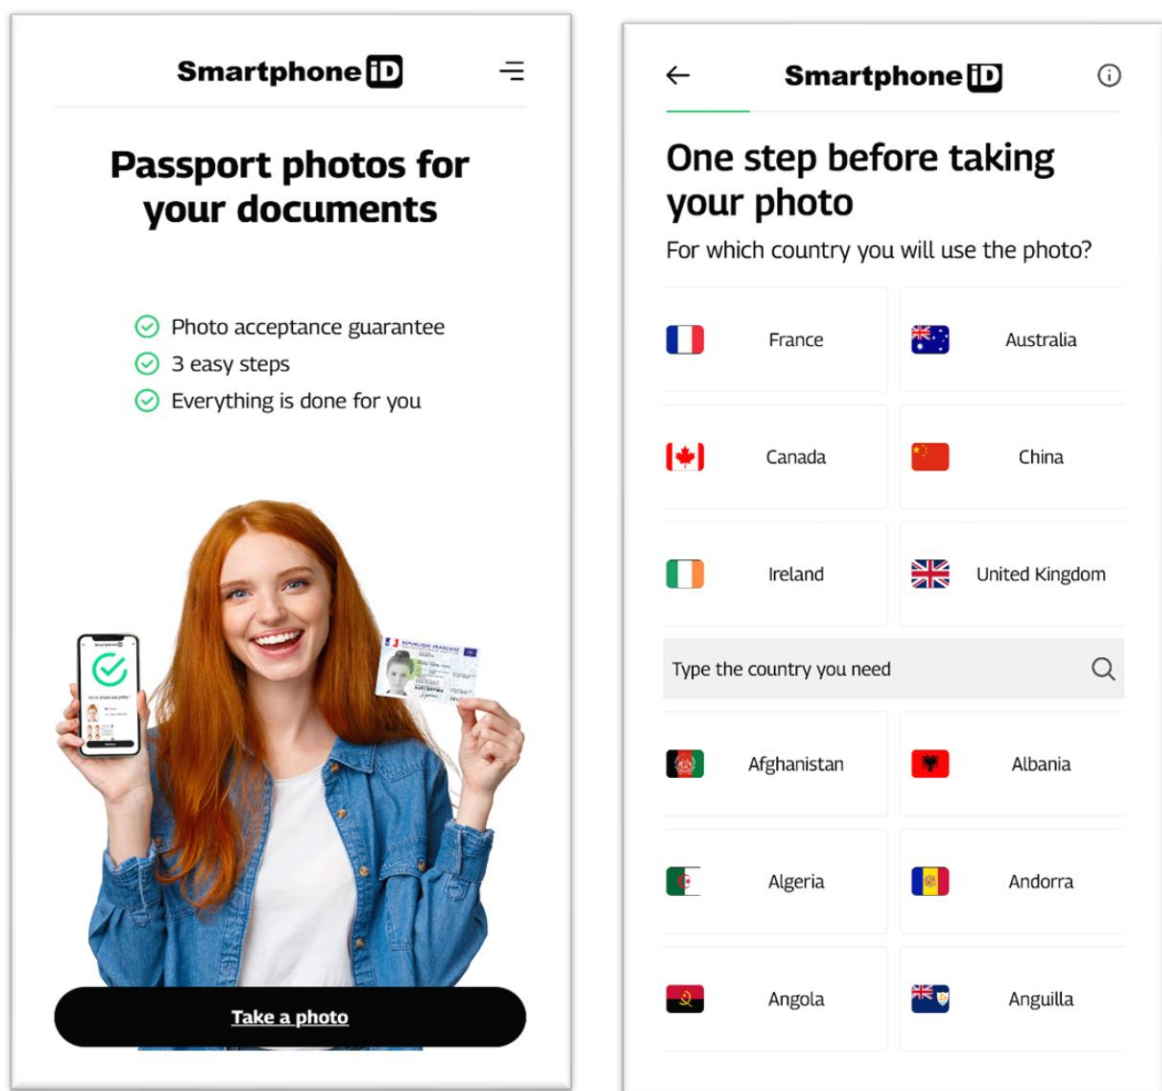 Smartphone iD
Passport photos for
your documents
Photo acceptance guarantee
3 easy steps
Everything is done for you
RÉPUBLIQUE FRANÇAISE
Take a photo
Smartphone iD
One step before taking
your photo
For which country you will use the photo?
France
Australia
Canada
China
Ireland
United Kingdom
Type the country you need
Afghanistan
Albania
Algeria
Andorra
Angola
Anguilla